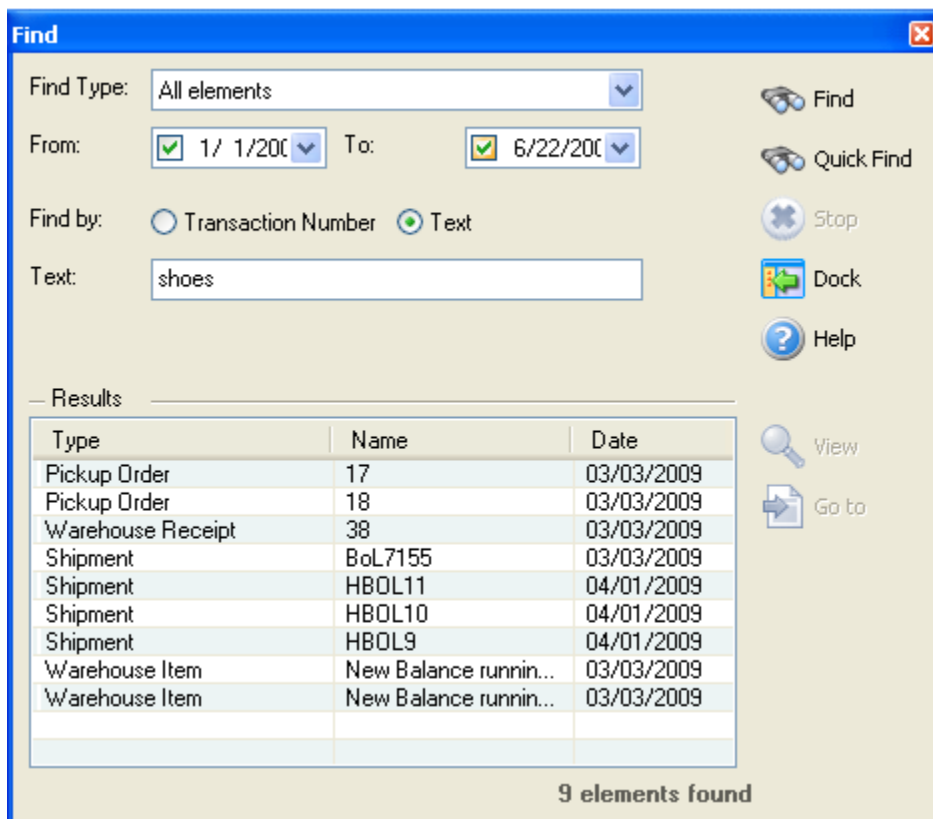 Find
Find Type: All elements
Find
From: 1/ 1/200 To: 6/22/200
Quick Find
Find by: Transaction Number Text
Stop
Text: shoes
Dock
Help
Results
Type Name Date
View
Pickup Order 17 03/03/2009
Pickup Order 18 03/03/2009
Go to
Warehouse Receipt 38 03/03/2009
Shipment BoL7155 03/03/2009
Shipment HBOL11 04/01/2009
Shipment HBOL10 04/01/2009
Shipment HBOL9 04/01/2009
Warehouse Item New Balance runnin... 03/03/2009
Warehouse Item New Balance runnin... 03/03/2009
9 elements found